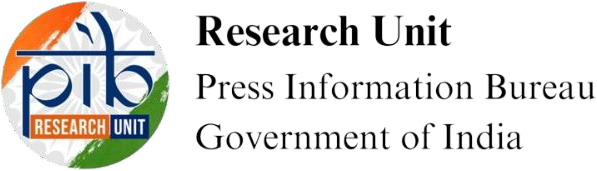 pib
RESEARCH UNIT
Research Unit
Press Information Bureau
Government of India